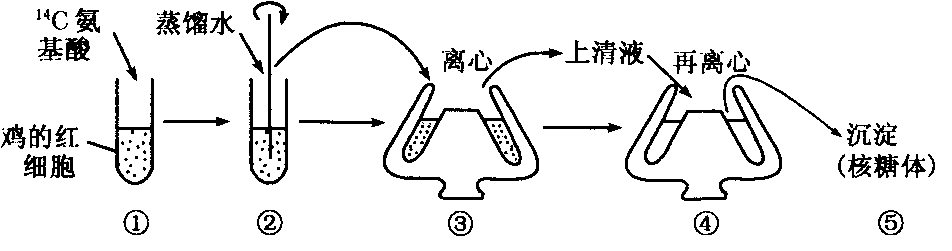 ¹⁴C氨
基酸
蒸馏水
离心
上清液
再离心
鸡的红
细胞
沉淀
(核糖体)
① ② ③ ④ ⑤